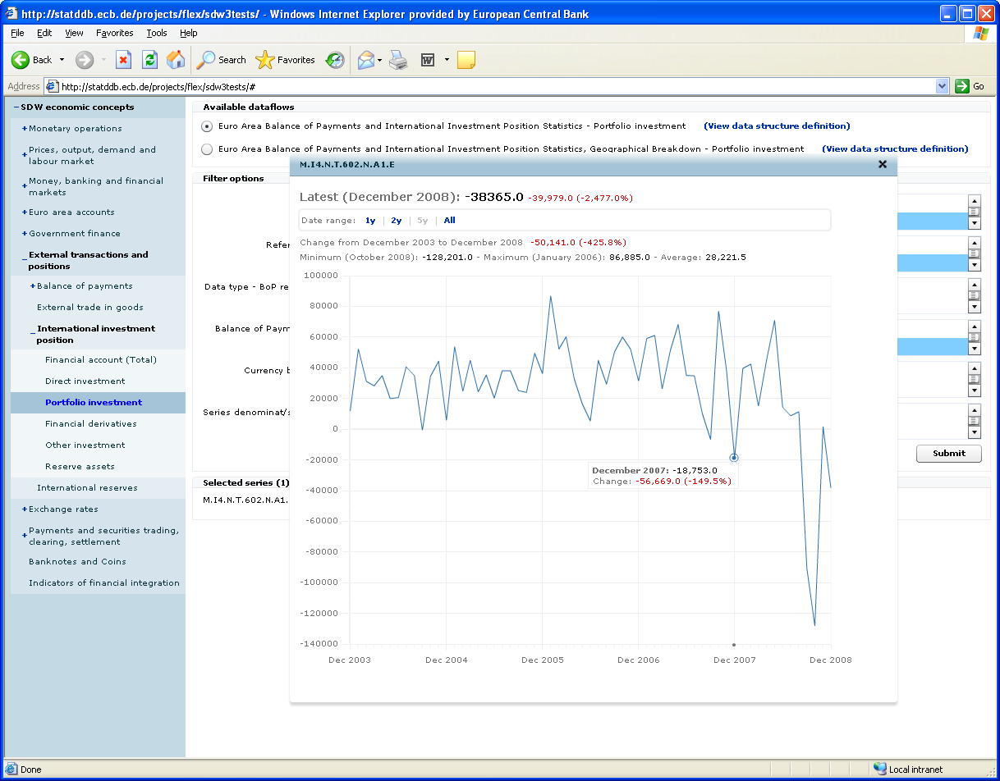 http://statddb.ecb.de/projects/flex/sdw3tests/ - Windows Internet Explorer provided by European Central Bank
File Edit View Favorites Tools Help
Back Search Favorites
Address http://statddb.ecb.de/projects/flex/sdw3tests/# Go
SDW economic concepts
+Monetary operations
+Prices, output, demand and
labour market
+Money, banking and financial
markets
+Euro area accounts
+Government finance
External transactions and
positions
+Balance of payments
External trade in goods
International investment
position
Financial account (Total)
Direct investment
Portfolio investment
Financial derivatives
Other investment
Reserve assets
International reserves
+Exchange rates
+Payments and securities trading,
clearing, settlement
Banknotes and Coins
Indicators of financial integration
Available dataflows
Euro Area Balance of Payments and International Investment Position Statistics - Portfolio investment (View data structure definition)
Euro Area Balance of Payments and International Investment Position Statistics, Geographical Breakdown - Portfolio investment (View data structure definition)
Filter options
Refer
Data type - BoP re
Balance of Paym
Currency b
Series denominat/s
Submit
Selected series (1)
M.I4.N.T.602.N.A1.
M.I4.N.T.602.N.A1.E
Latest (December 2008): -38365.0 -39,979.0 (-2,477.0%)
Date range: 1y | 2y | 5y | All
Change from December 2003 to December 2008 -50,141.0 (-425.8%)
Minimum (October 2008): -128,201.0 - Maximum (January 2006): 86,885.0 - Average: 28,221.5
100000
80000
60000
40000
20000
0
-20000
-40000
-60000
-80000
-100000
-120000
-140000
December 2007: -18,753.0
Change: -56,669.0 (-149.5%)
Dec 2003 Dec 2004 Dec 2005 Dec 2006 Dec 2007 Dec 2008
Done Local intranet